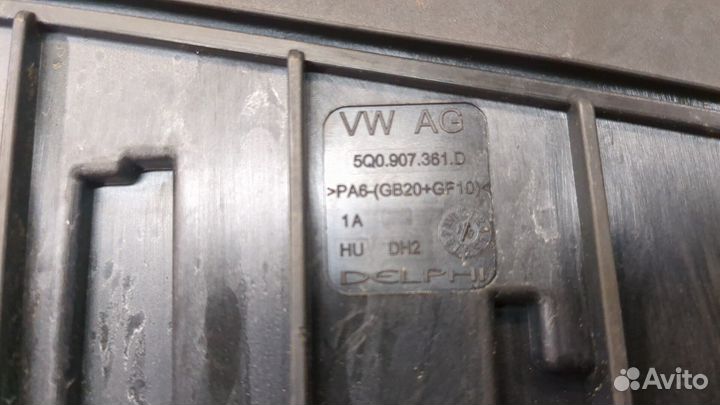 VW AG
5Q0.907.361.D
>PA6-(GB20+GF10)<
1A
HU DH2
DELPHI
Avito